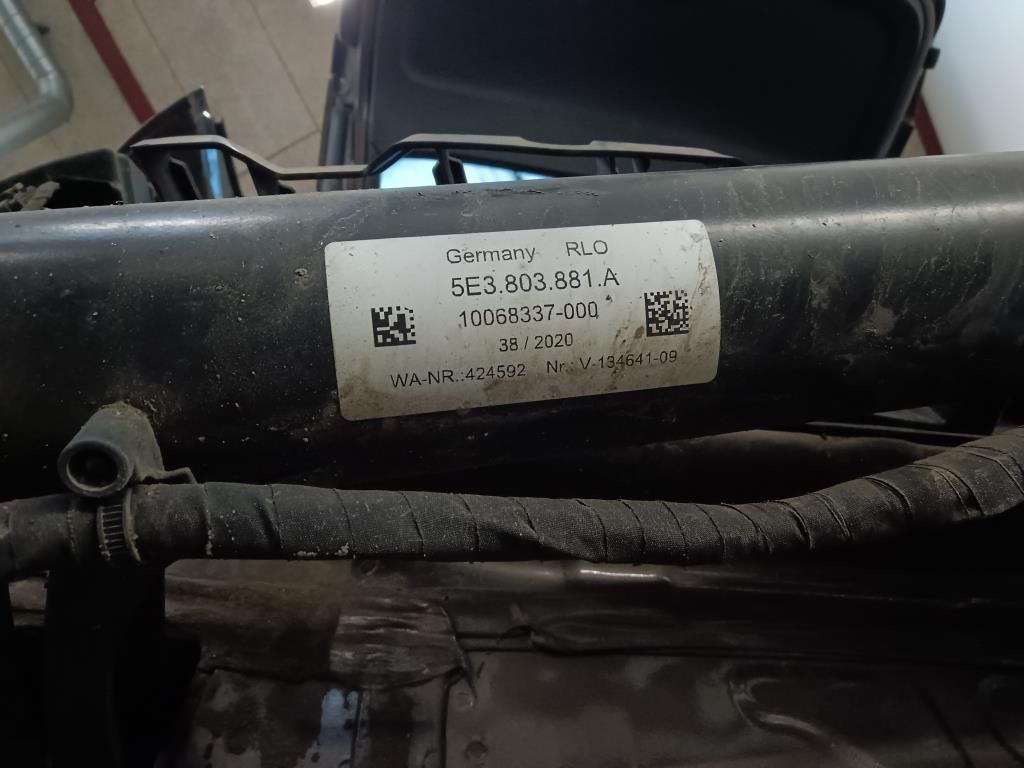 Germany RLO
5E3.803.881.A
10068337-000
38 / 2020
WA-NR.:424592 Nr.: V-134641-09